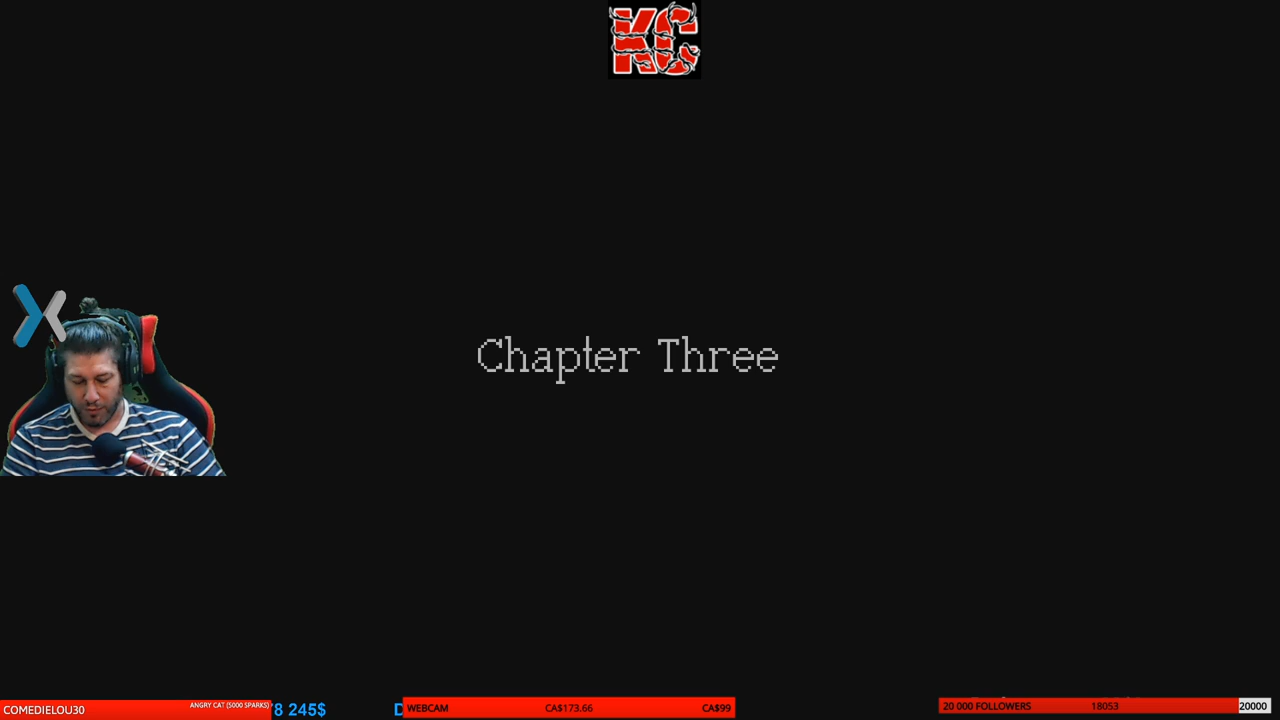 KC
Chapter Three
COMEDIELOU30
ANGRY CAT (5000 SPARKS)
8 245$
D
WEBCAM CA$173.66 CA$99
20 000 FOLLOWERS 18053 20000